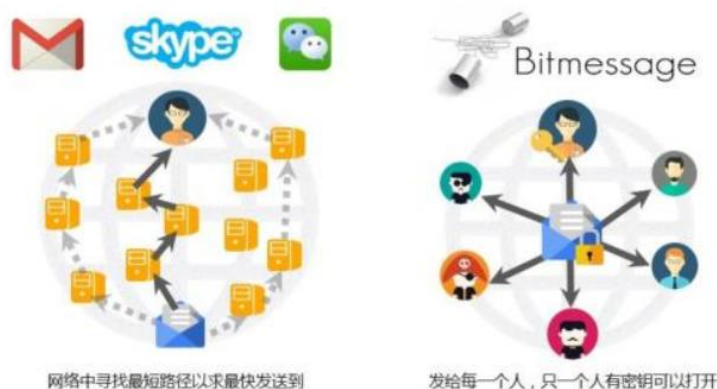 skype
Bitmessage
网络中寻找最短路径以求最快发送到
发给每一个人，只一个人有密钥可以打开